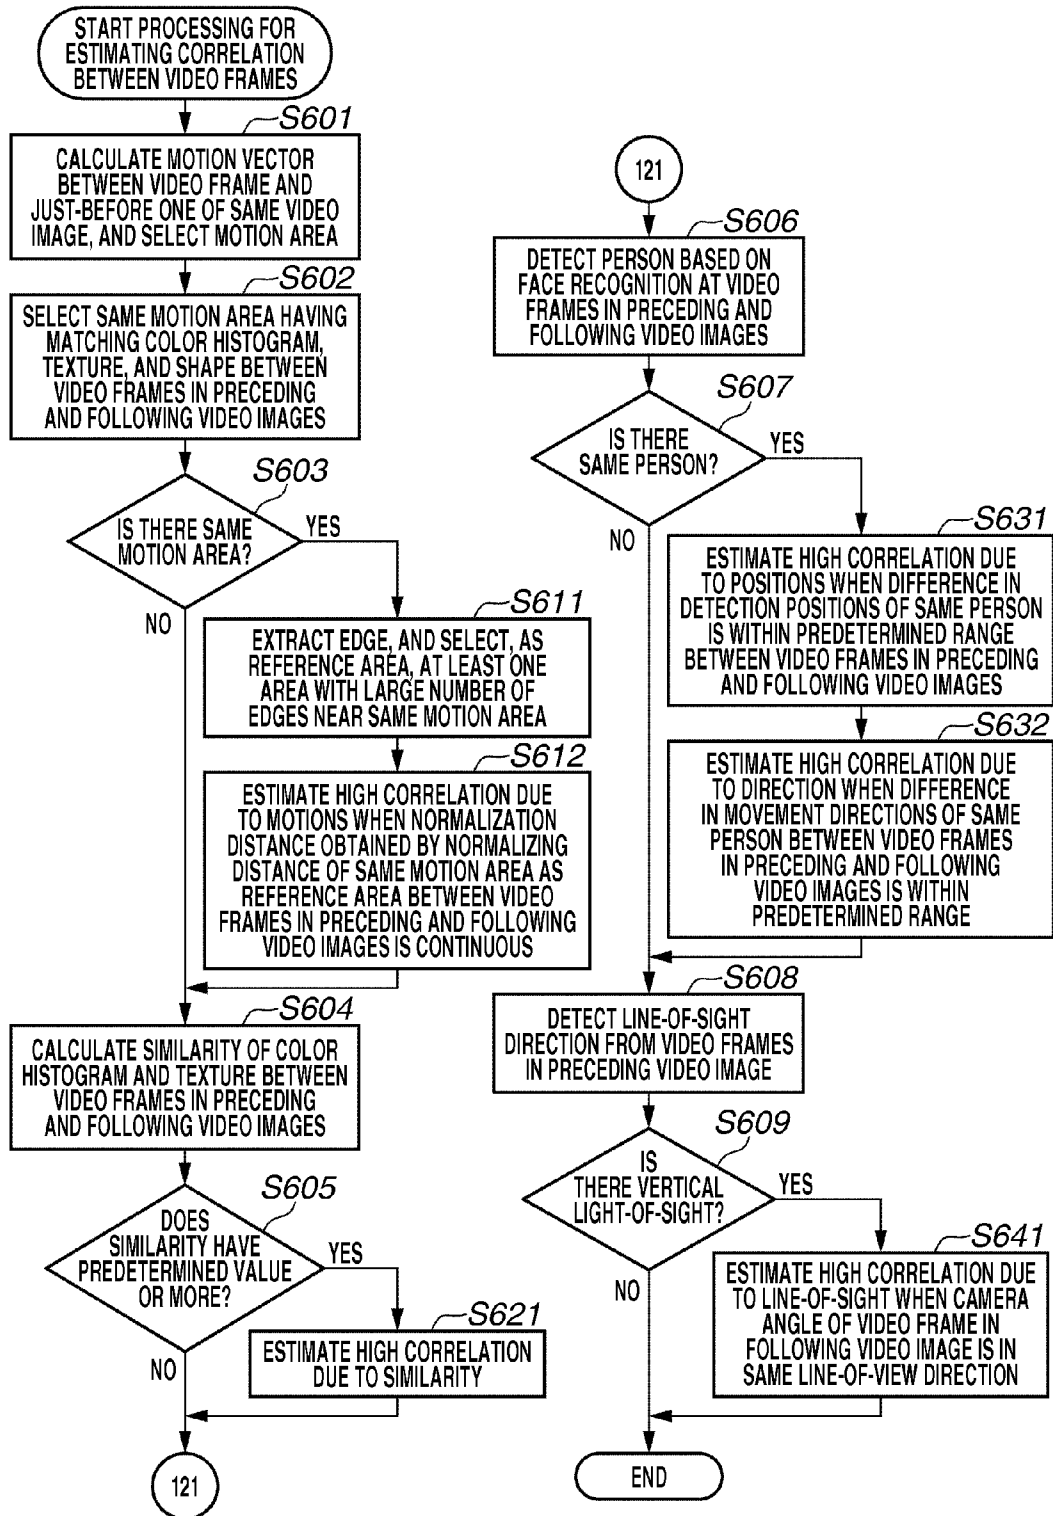 START PROCESSING FOR
ESTIMATING CORRELATION
BETWEEN VIDEO FRAMES
S601
CALCULATE MOTION VECTOR
BETWEEN VIDEO FRAME AND
JUST-BEFORE ONE OF SAME VIDEO
IMAGE, AND SELECT MOTION AREA
S602
SELECT SAME MOTION AREA HAVING
MATCHING COLOR HISTOGRAM,
TEXTURE, AND SHAPE BETWEEN
VIDEO FRAMES IN PRECEDING
AND FOLLOWING VIDEO IMAGES
S603
IS THERE SAME
MOTION AREA?
YES
NO
S611
EXTRACT EDGE, AND SELECT, AS
REFERENCE AREA, AT LEAST ONE
AREA WITH LARGE NUMBER OF
EDGES NEAR SAME MOTION AREA
S612
ESTIMATE HIGH CORRELATION DUE
TO MOTIONS WHEN NORMALIZATION
DISTANCE OBTAINED BY NORMALIZING
DISTANCE OF SAME MOTION AREA AS
REFERENCE AREA BETWEEN VIDEO
FRAMES IN PRECEDING AND FOLLOWING
VIDEO IMAGES IS CONTINUOUS
S604
CALCULATE SIMILARITY OF COLOR
HISTOGRAM AND TEXTURE BETWEEN
VIDEO FRAMES IN PRECEDING
AND FOLLOWING VIDEO IMAGES
S605
DOES
SIMILARITY HAVE
PREDETERMINED VALUE
OR MORE?
YES
NO
S621
ESTIMATE HIGH CORRELATION
DUE TO SIMILARITY
121
121
S606
DETECT PERSON BASED ON
FACE RECOGNITION AT VIDEO
FRAMES IN PRECEDING AND
FOLLOWING VIDEO IMAGES
S607
IS THERE
SAME PERSON?
YES
NO
S631
ESTIMATE HIGH CORRELATION DUE
TO POSITIONS WHEN DIFFERENCE IN
DETECTION POSITIONS OF SAME PERSON
IS WITHIN PREDETERMINED RANGE
BETWEEN VIDEO FRAMES IN PRECEDING
AND FOLLOWING VIDEO IMAGES
S632
ESTIMATE HIGH CORRELATION DUE
TO DIRECTION WHEN DIFFERENCE
IN MOVEMENT DIRECTIONS OF SAME
PERSON BETWEEN VIDEO FRAMES
IN PRECEDING AND FOLLOWING
VIDEO IMAGES IS WITHIN
PREDETERMINED RANGE
S608
DETECT LINE-OF-SIGHT
DIRECTION FROM VIDEO FRAMES
IN PRECEDING VIDEO IMAGE
S609
IS
THERE VERTICAL
LIGHT-OF-SIGHT?
YES
NO
S641
ESTIMATE HIGH CORRELATION DUE
TO LINE-OF-SIGHT WHEN CAMERA
ANGLE OF VIDEO FRAME IN
FOLLOWING VIDEO IMAGE IS IN
SAME LINE-OF-VIEW DIRECTION
END